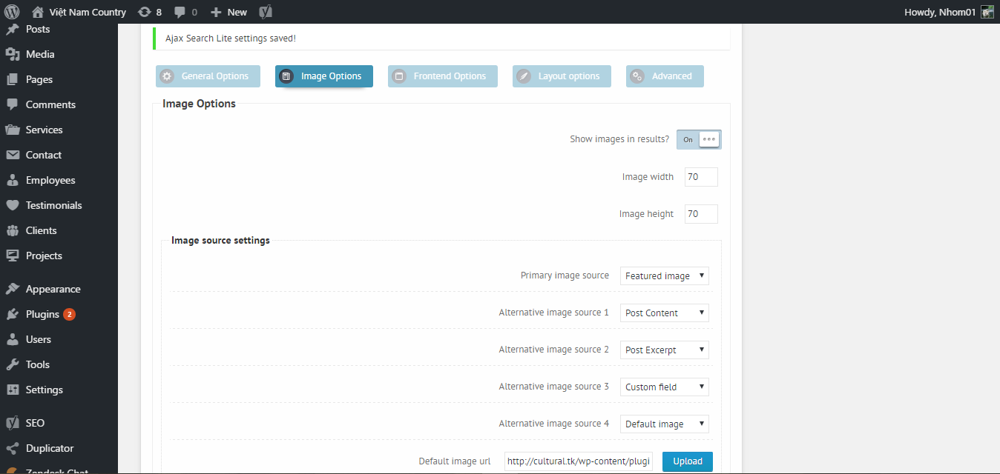 Việt Nam Country 8 0 New Howdy, Nhom01
Posts
Media
Pages
Comments
Services
Contact
Employees
Testimonials
Clients
Projects
Appearance
Plugins 2
Users
Tools
Settings
SEO
Duplicator
Zendesk Chat
Ajax Search Lite settings saved!
General Options Image Options Frontend Options Layout options Advanced
Image Options
Show images in results? On
Image width 70
Image height 70
Image source settings
Primary image source Featured image
Alternative image source 1 Post Content
Alternative image source 2 Post Excerpt
Alternative image source 3 Custom field
Alternative image source 4 Default image
Default image url http://cultural.tk/wp-content/plugi Upload